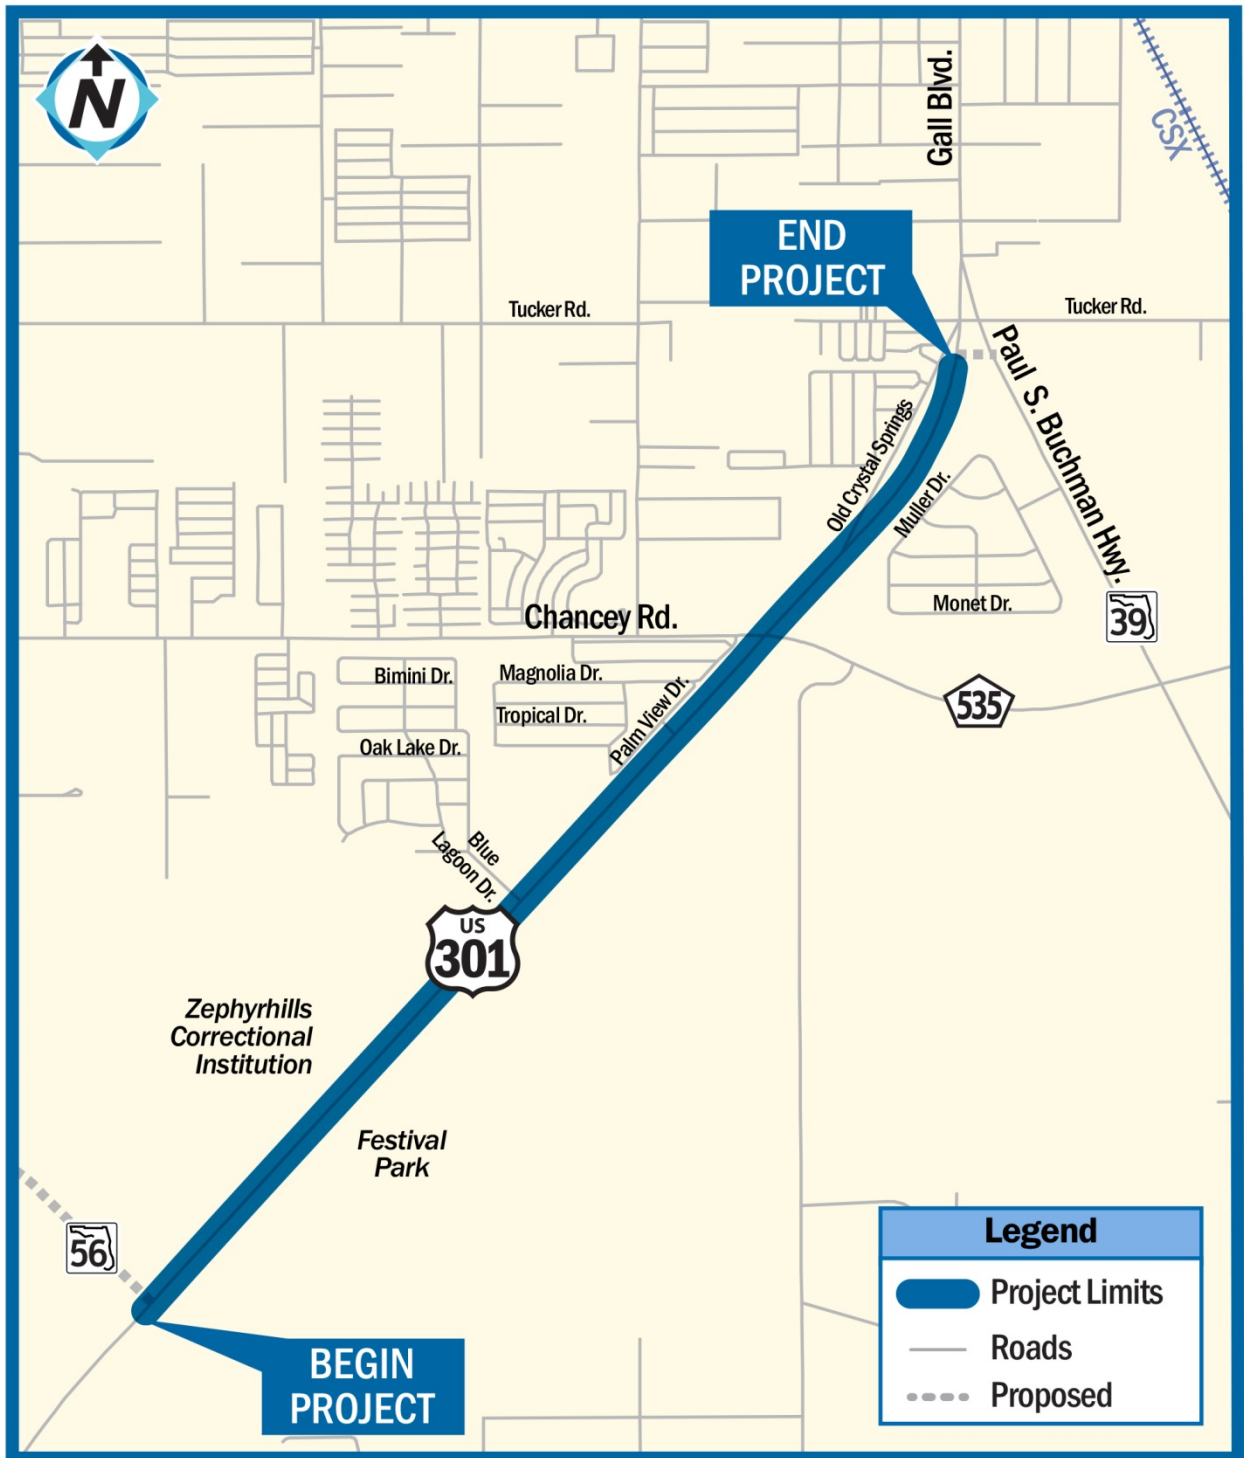 N
Gall Blvd.
CSX
END
PROJECT
Tucker Rd.
Tucker Rd.
Paul S. Buchman Hwy.
Old Crystal Springs
Muller Dr.
Monet Dr.
39
Chancey Rd.
Bimini Dr.
Magnolia Dr.
Tropical Dr.
Palm View Dr.
535
Oak Lake Dr.
Blue
Lagoon Dr.
US
301
Zephyrhills
Correctional
Institution
Festival
Park
56
BEGIN
PROJECT
Legend
Project Limits
Roads
Proposed